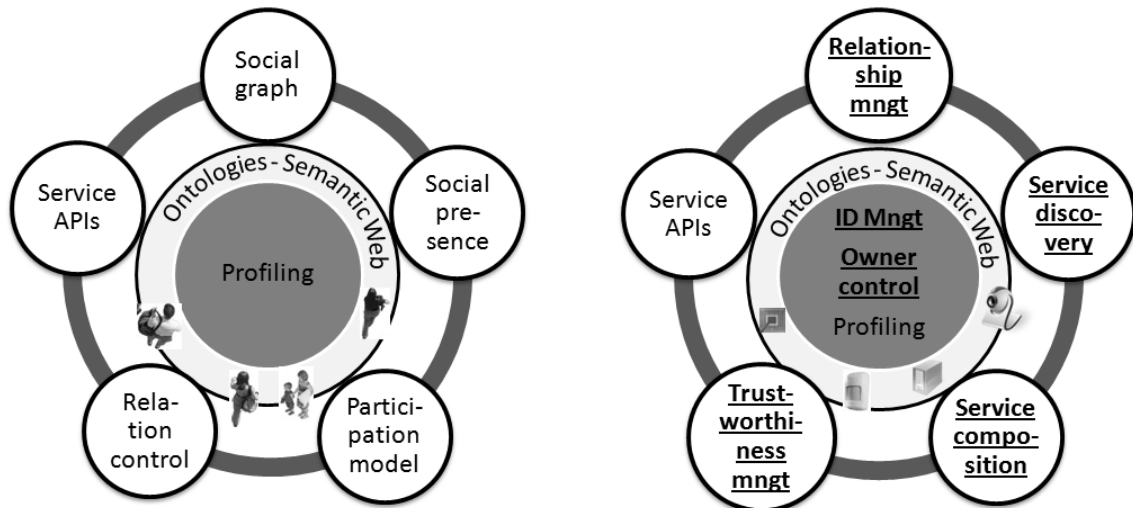 Social
graph
Ontologies - Semantic Web
Service
APIs
Social
pre-
sence
Profiling
Rela-
tion
control
Partici-
pation
model
Relation-
ship
mngt
Ontologies - Semantic Web
Service APIs
Service
disco-
very
ID Mngt
Owner
control
Profiling
Trust-
worthi-
ness
mngt
Service
compo-
sition